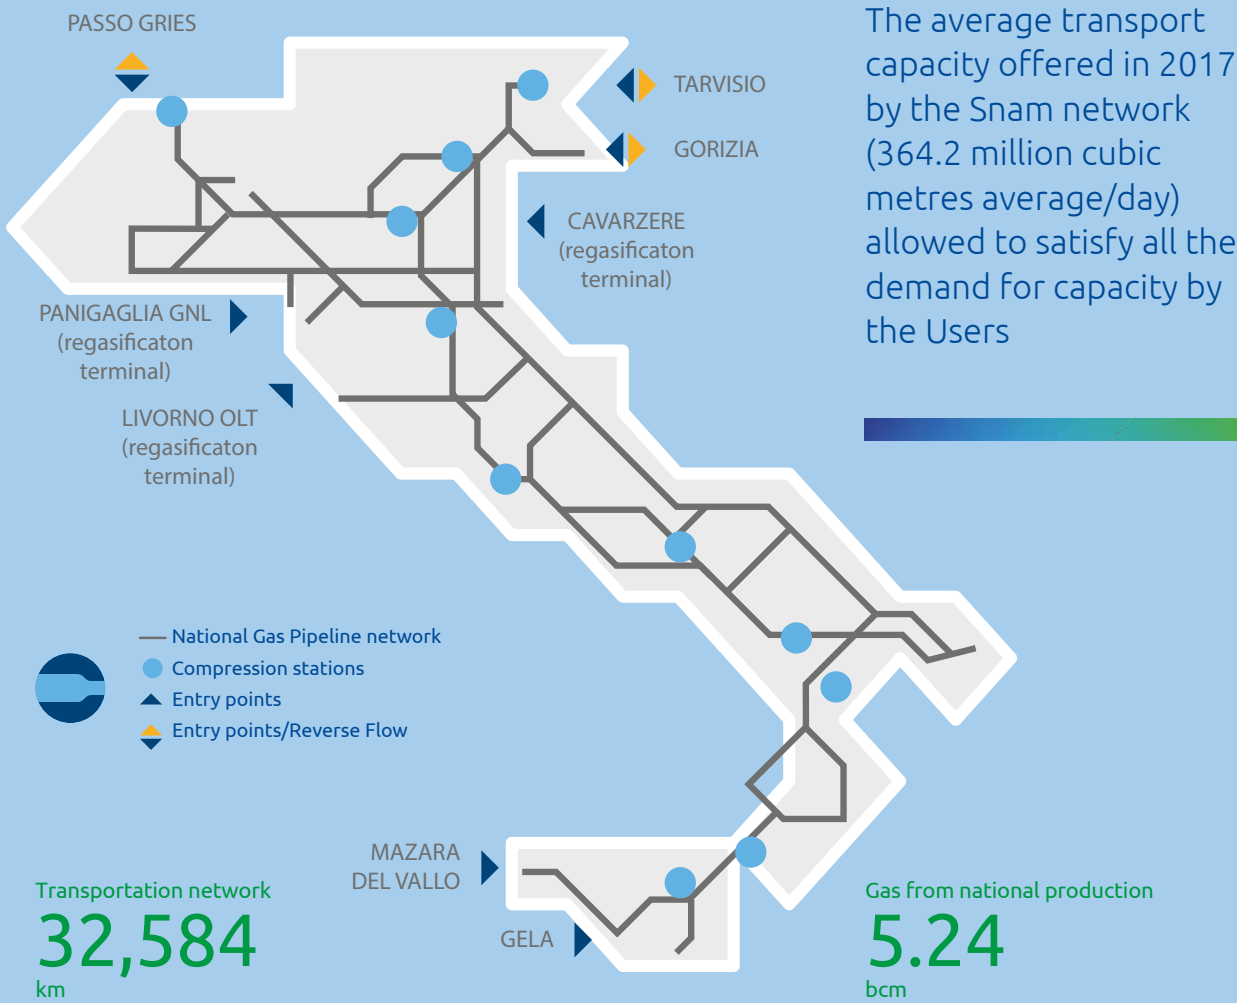 PASSO GRIES
TARVISIO
GORIZIA
CAVARZERE
(regasificaton
terminal)
PANIGAGLIA GNL
(regasificaton
terminal)
LIVORNO OLT
(regasificaton
terminal)
The average transport
capacity offered in 2017
by the Snam network
(364.2 million cubic
metres average/day)
allowed to satisfy all the
demand for capacity by
the Users
National Gas Pipeline network
Compression stations
Entry points
Entry points/Reverse Flow
MAZARA
DEL VALLO
GELA
Transportation network
32,584
km
Gas from national production
5.24
bcm